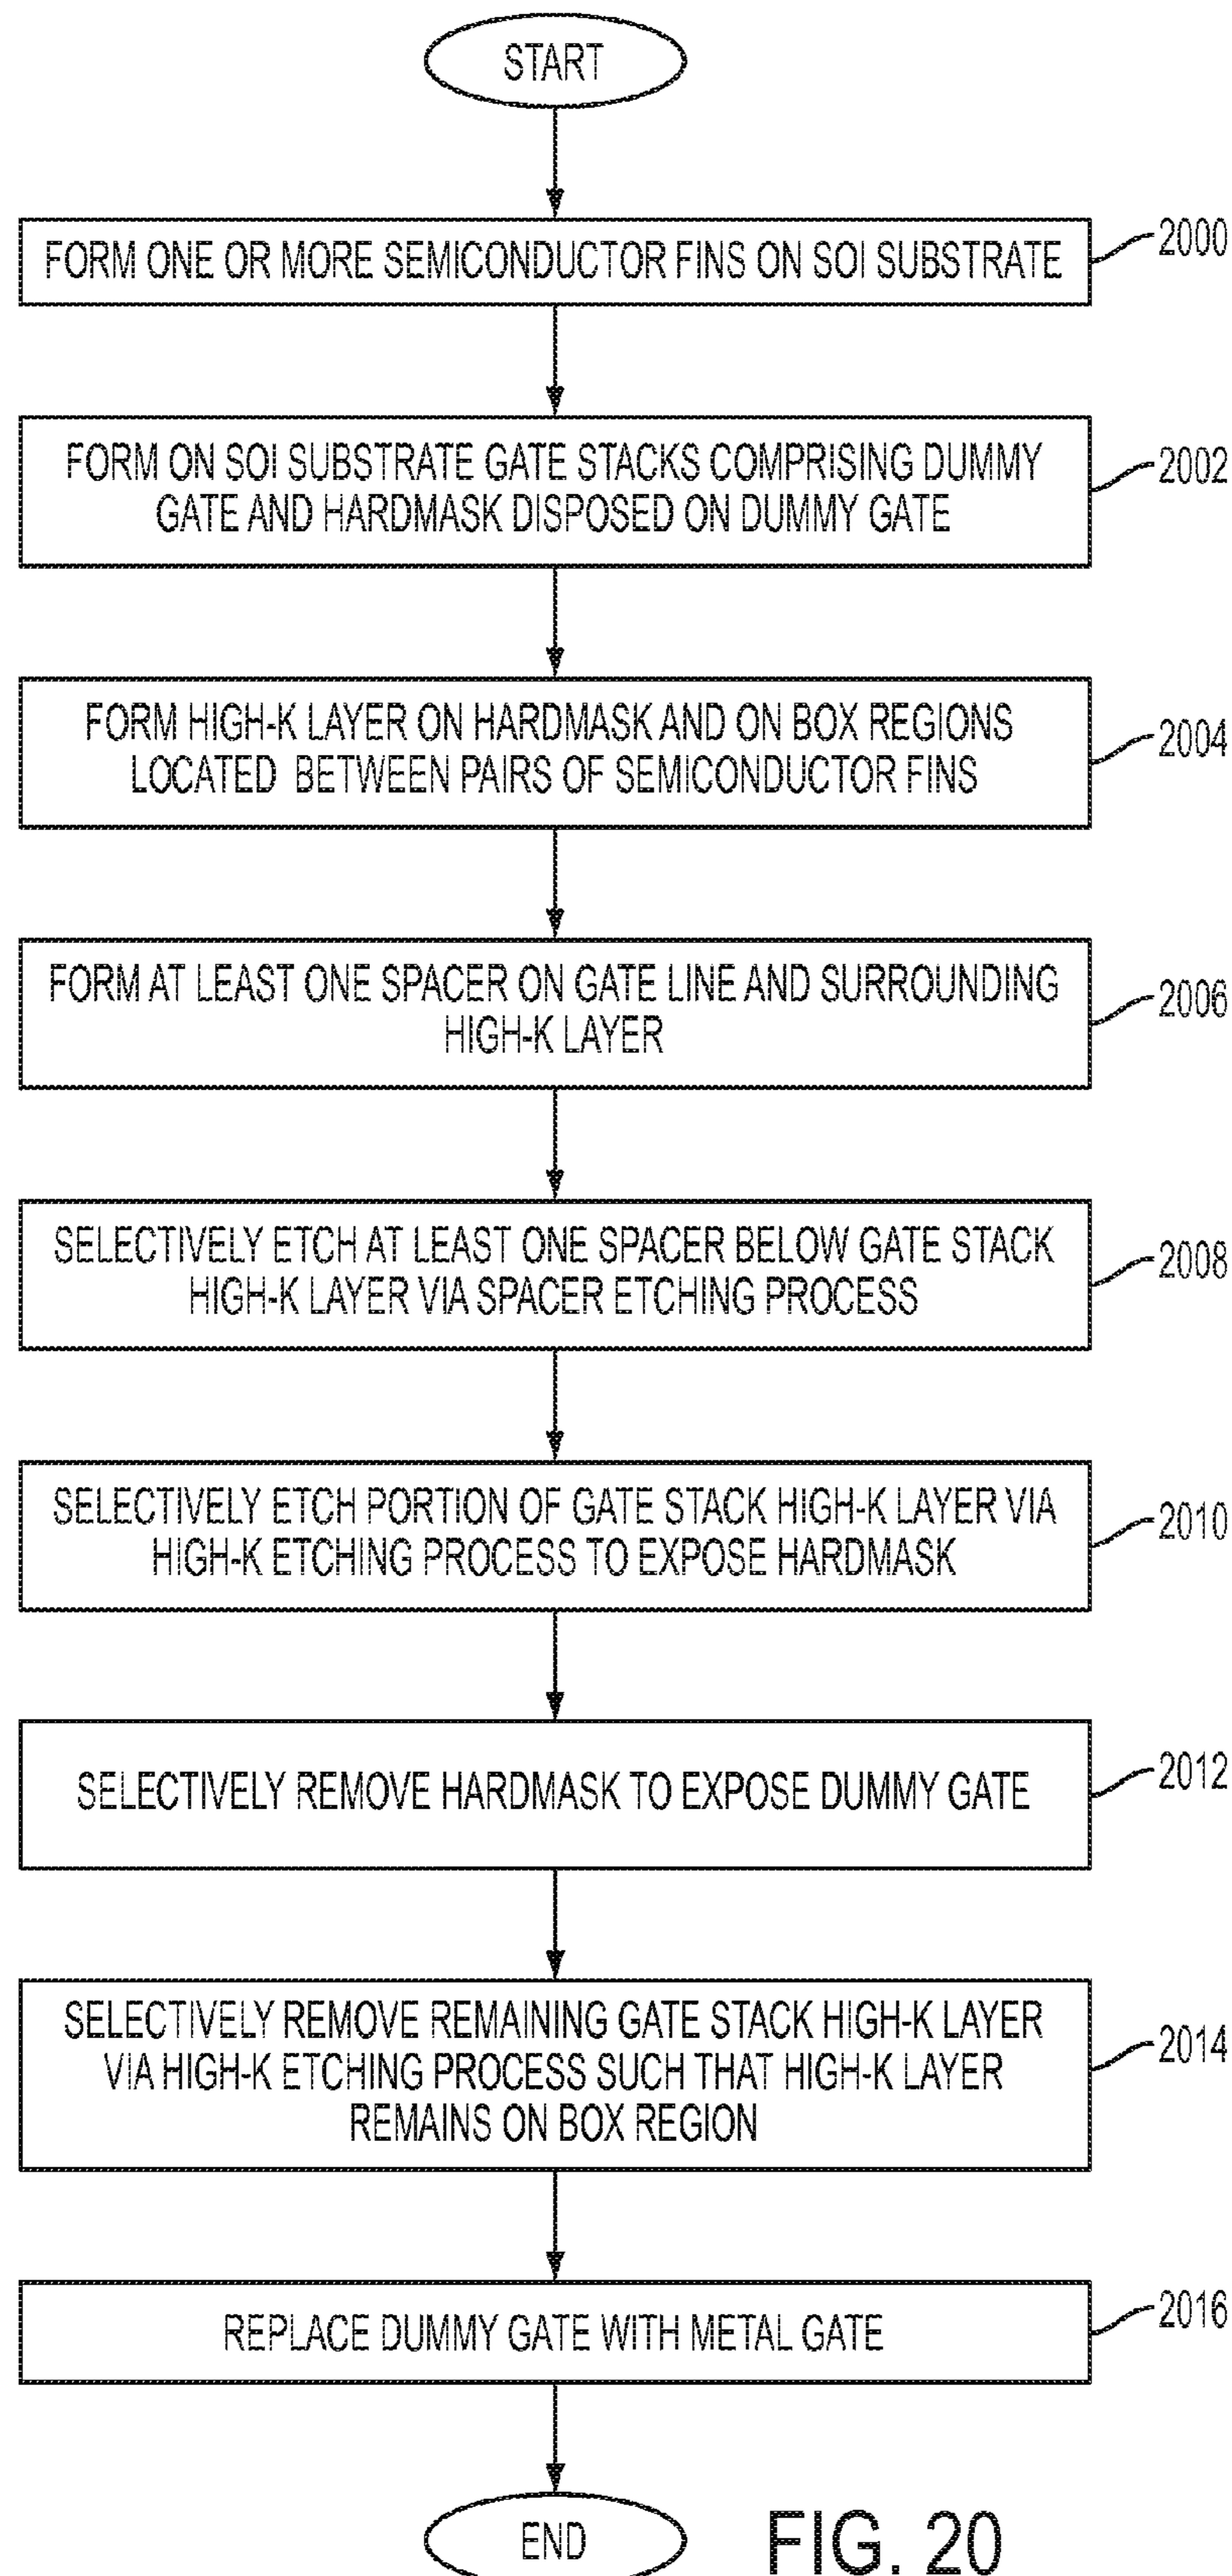 START
FORM ONE OR MORE SEMICONDUCTOR FINS ON SOI SUBSTRATE
2000
FORM ON SOI SUBSTRATE GATE STACKS COMPRISING DUMMY
GATE AND HARDMASK DISPOSED ON DUMMY GATE
2002
FORM HIGH-K LAYER ON HARDMASK AND ON BOX REGIONS
LOCATED BETWEEN PAIRS OF SEMICONDUCTOR FINS
2004
FORM AT LEAST ONE SPACER ON GATE LINE AND SURROUNDING
HIGH-K LAYER
2006
SELECTIVELY ETCH AT LEAST ONE SPACER BELOW GATE STACK
HIGH-K LAYER VIA SPACER ETCHING PROCESS
2008
SELECTIVELY ETCH PORTION OF GATE STACK HIGH-K LAYER VIA
HIGH-K ETCHING PROCESS TO EXPOSE HARDMASK
2010
SELECTIVELY REMOVE HARDMASK TO EXPOSE DUMMY GATE
2012
SELECTIVELY REMOVE REMAINING GATE STACK HIGH-K LAYER
VIA HIGH-K ETCHING PROCESS SUCH THAT HIGH-K LAYER
REMAINS ON BOX REGION
2014
REPLACE DUMMY GATE WITH METAL GATE
2016
END
FIG. 20